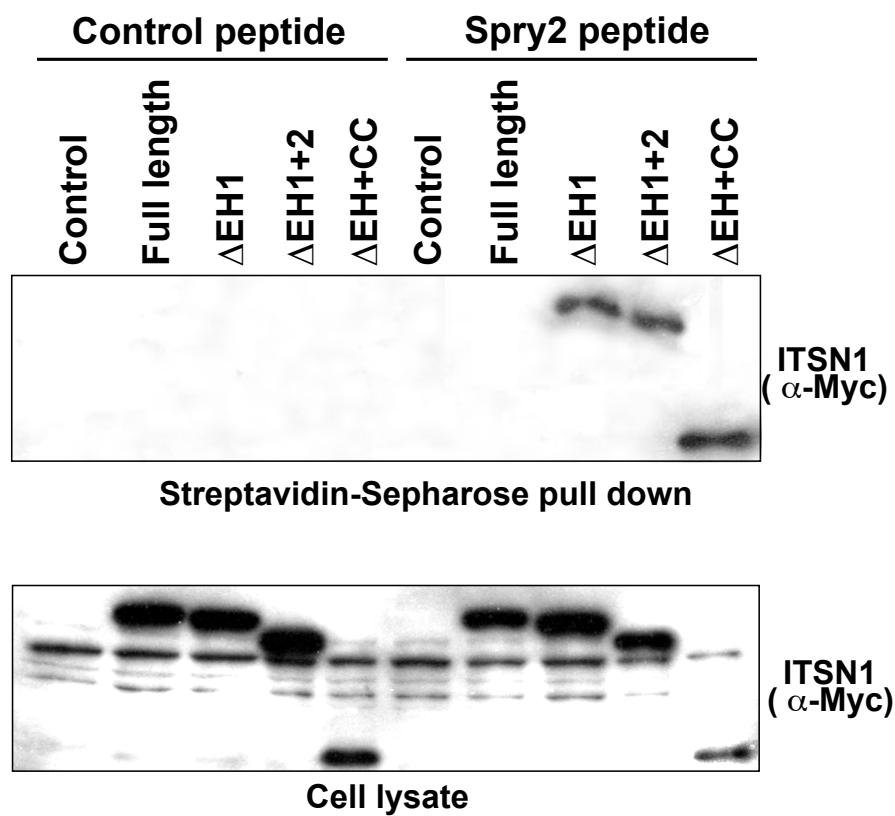 Control peptide Spry2 peptide
Control Full length ΔEH1 ΔEH1+2 ΔEH+CC Control Full length ΔEH1 ΔEH1+2 ΔEH+CC
ITSN1
( α-Myc)
Streptavidin-Sepharose pull down
ITSN1
( α-Myc)
Cell lysate